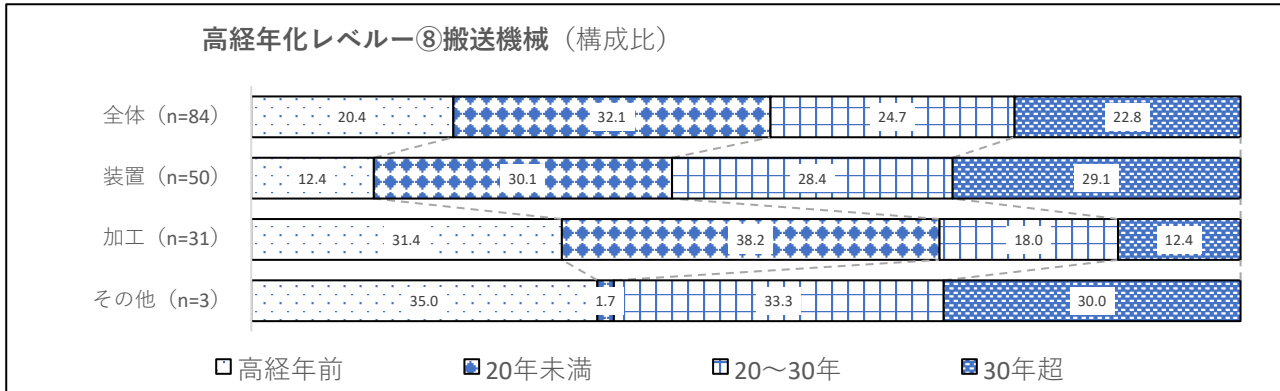 高経年化レベルー⑧搬送機械（構成比）
全体（n=84） 20.4 32.1 24.7 22.8
装置（n=50） 12.4 30.1 28.4 29.1
加工（n=31） 31.4 38.2 18.0 12.4
その他（n=3） 35.0 1.7 33.3 30.0
高経年前 20年未満 20～30年 30年超